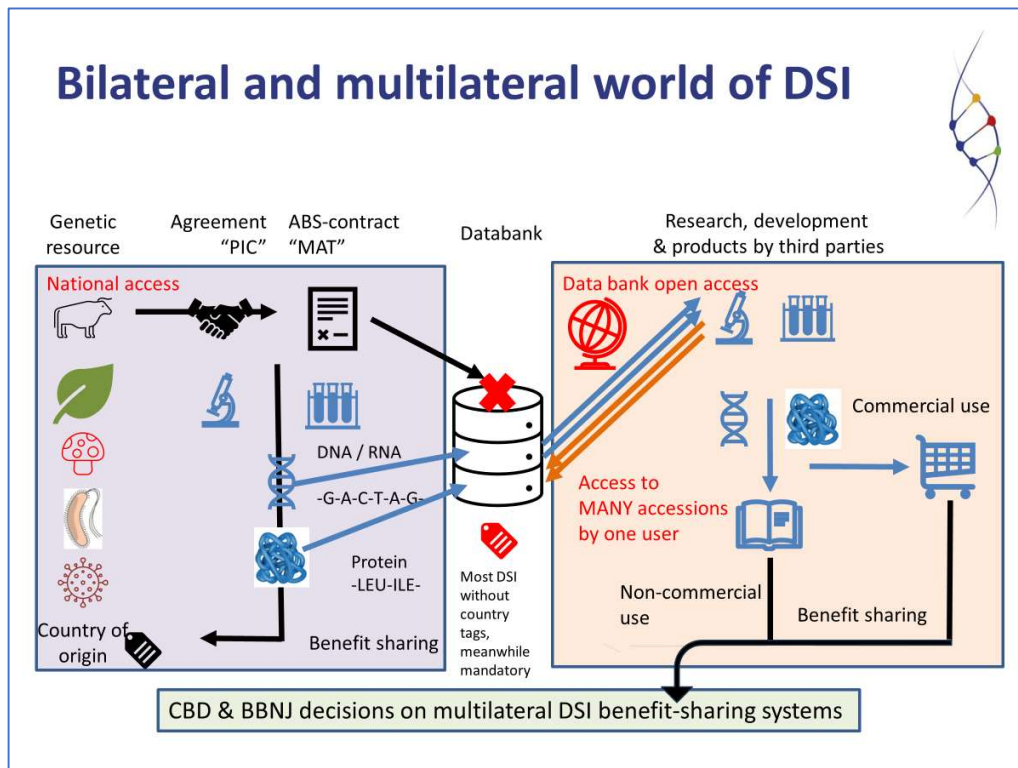 Bilateral and multilateral world of DSI
Genetic
resource
Agreement
“PIC”
ABS-contract
“MAT”
Databank
Research, development
& products by third parties
National access
DNA / RNA
-G-A-C-T-A-G-
Protein
-LEU-ILE-
Country of
origin
Benefit sharing
Most DSI
without
country
tags,
meanwhile
mandatory
Data bank open access
Commercial use
Access to
MANY accessions
by one user
Non-commercial
use
Benefit sharing
CBD & BBNJ decisions on multilateral DSI benefit-sharing systems